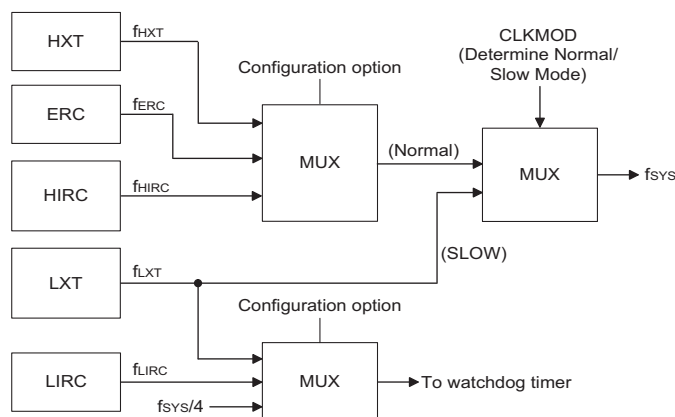 HXT
fHXT
CLKMOD
(Determine Normal/
Slow Mode)
Configuration option
ERC
fERC
MUX
(Normal)
MUX
fSYS
HIRC
fHIRC
(SLOW)
LXT
fLXT
Configuration option
LIRC
fLIRC
MUX
To watchdog timer
fSYS/4